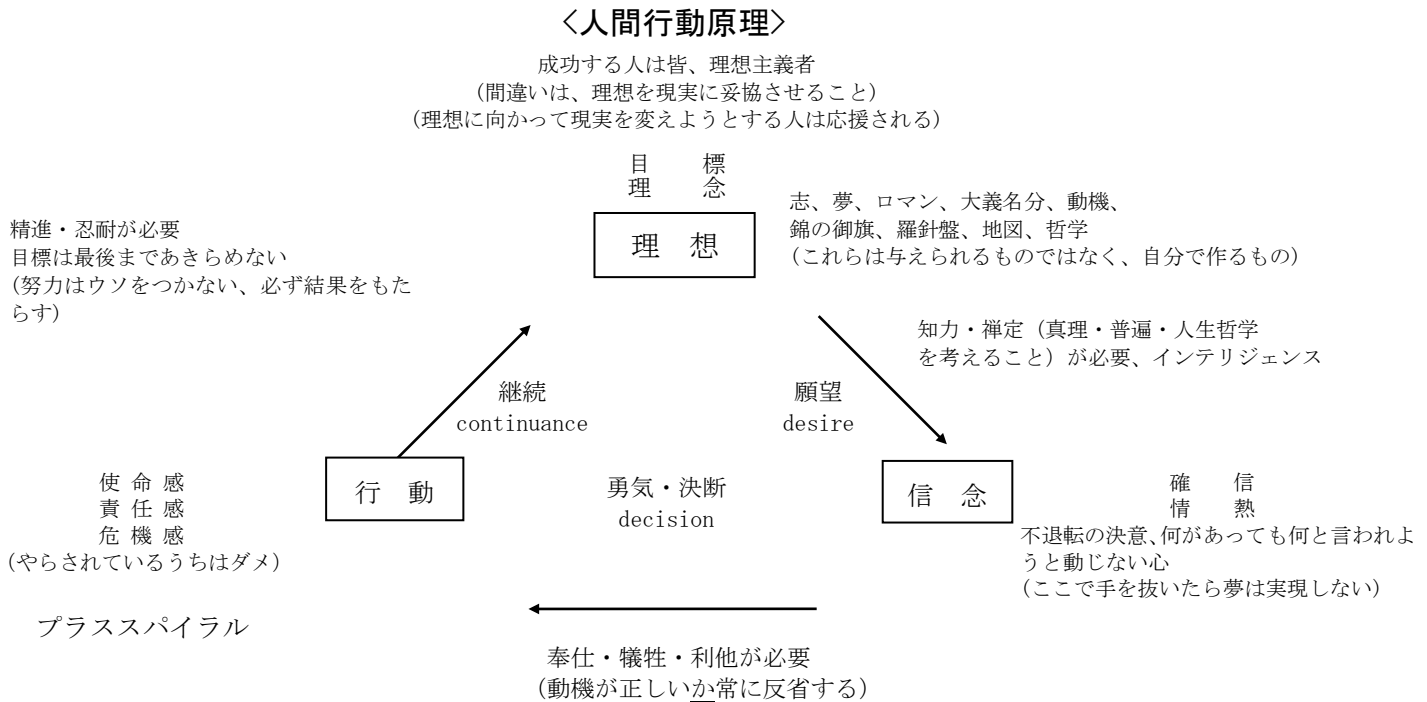 <人間行動原理>
成功する人は皆、理想主義者
(間違いは、理想を現実に妥協させること)
(理想に向かって現実を変えようとする人は応援される)
目標
理念
理想
志、夢、ロマン、大義名分、動機、
錦の御旗、羅針盤、地図、哲学
(これらは与えられるものではなく、自分で作るもの)
精進・忍耐が必要
目標は最後まであきらめない
(努力はウソをつかない、必ず結果をもた
らす)
知力・禅定(真理・普遍・人生哲学
を考えること)が必要、インテリジェンス
継続
continuance
願望
desire
行動
勇気・決断
decision
信念
使命感
責任感
危機感
(やらされているうちはダメ)
確信
情熱
不退転の決意、何があっても何と言われよ
うと動じない心
(ここで手を抜いたら夢は実現しない)
プラススパイラル
奉仕・犠牲・利他が必要
(動機が正しいか常に反省する)